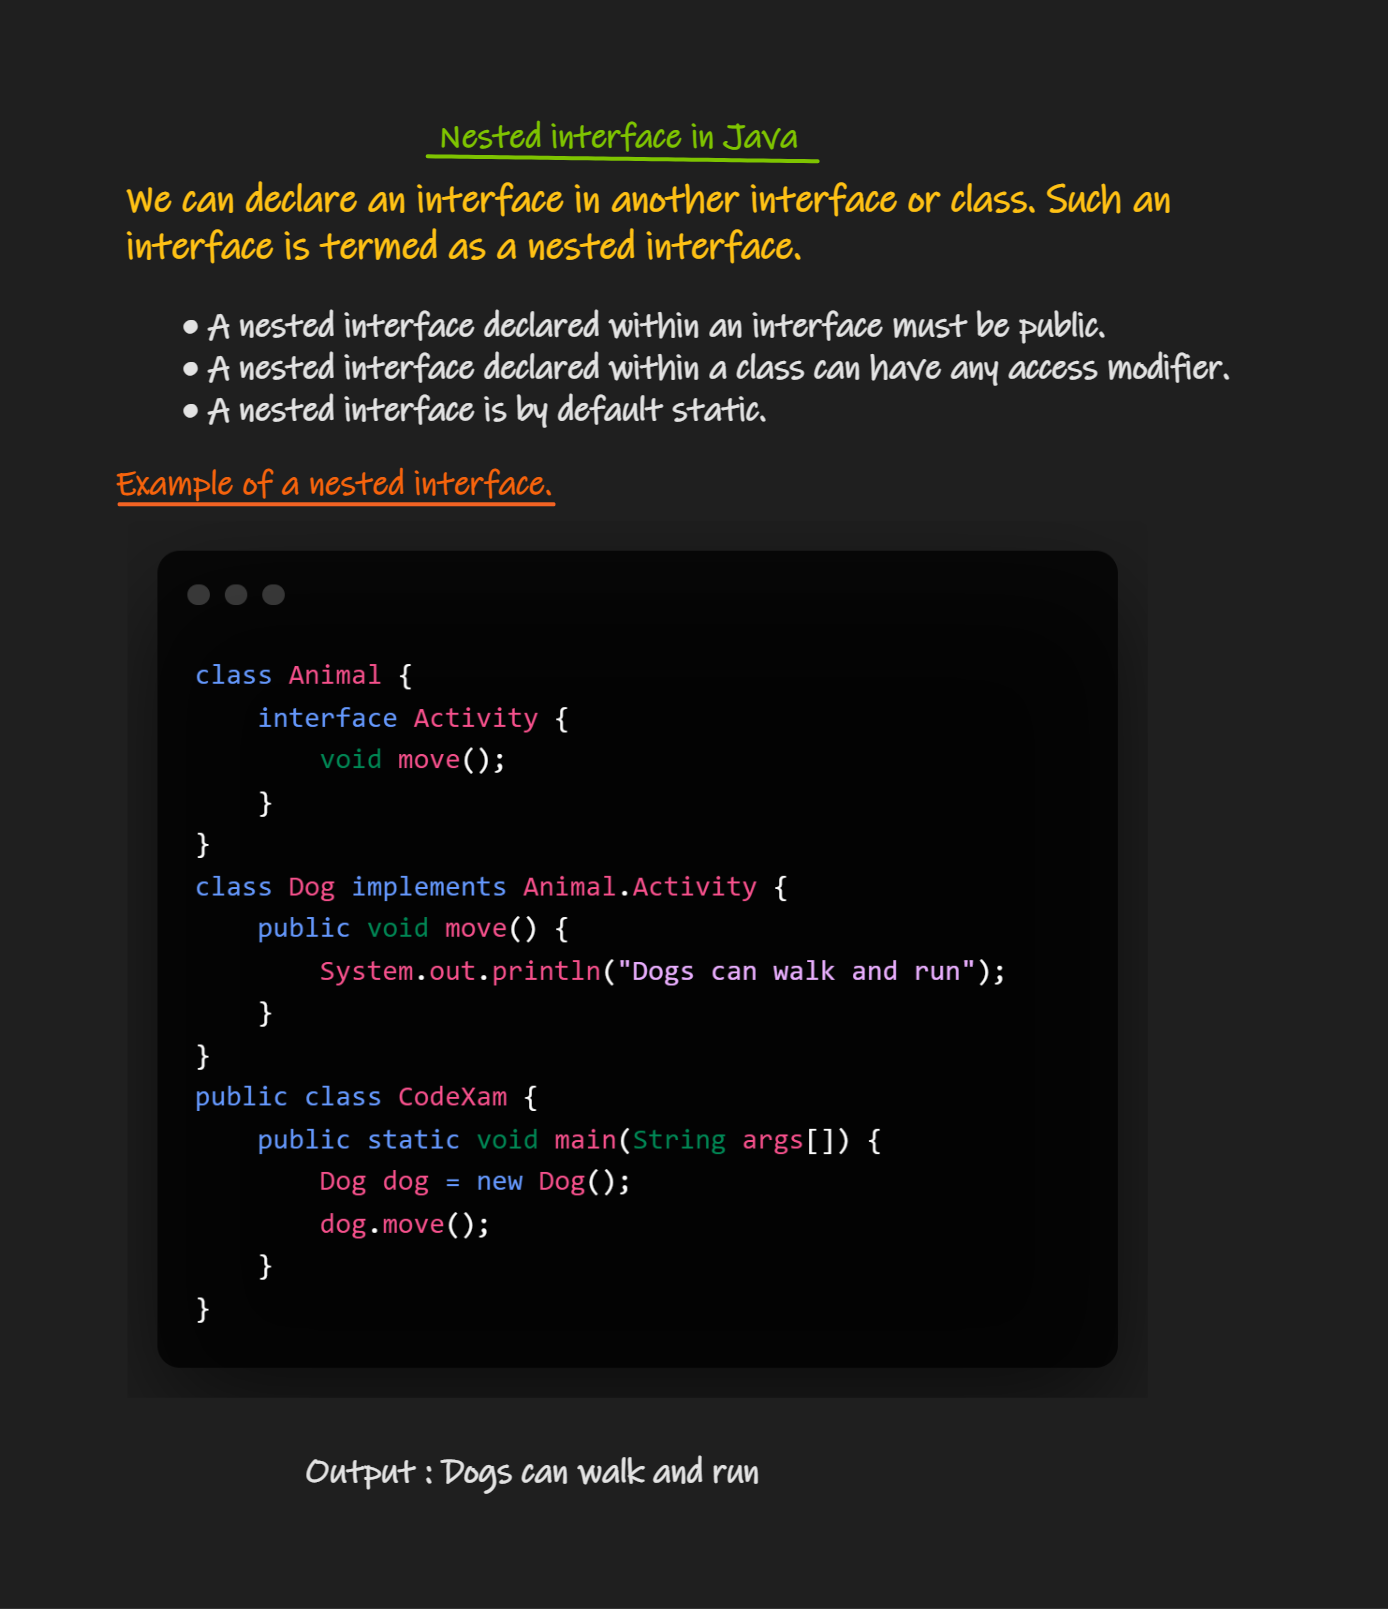 Nested interface in Java
We can declare an interface in another interface or class. Such an
interface is termed as a nested interface.
• A nested interface declared within an interface must be public.
• A nested interface declared within a class can have any access modifier.
• A nested interface is by default static.
Example of a nested interface.
class Animal {
    interface Activity {
        void move();
    }
}
class Dog implements Animal.Activity {
    public void move() {
        System.out.println("Dogs can walk and run");
    }
}
public class CodeXam {
    public static void main(String args[]) {
        Dog dog = new Dog();
        dog.move();
    }
}
Output : Dogs can walk and run